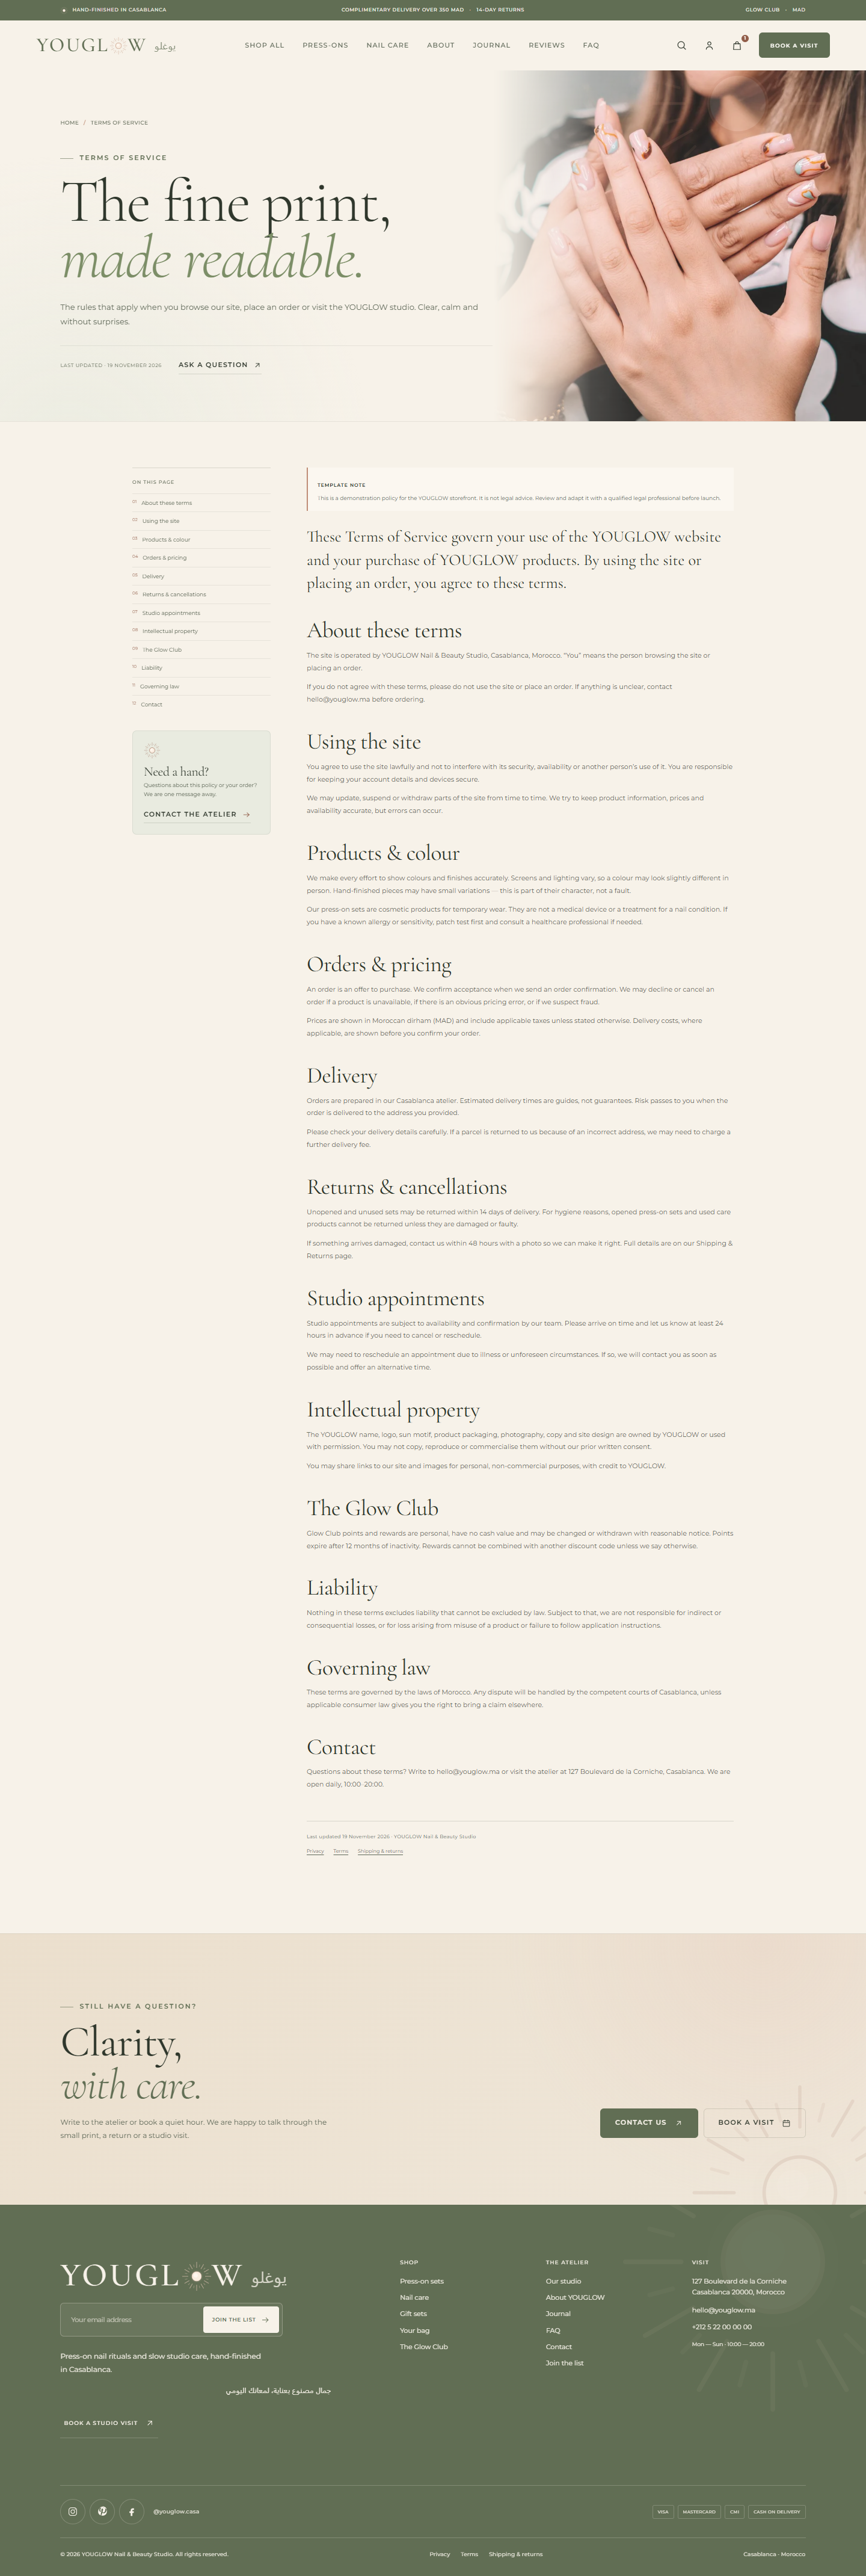 HAND-FINISHED IN CASABLANCA
COMPLIMENTARY DELIVERY OVER 350 MAD · 14-DAY RETURNS
GLOW CLUB · MAD
YOUGLOW يوغلو
SHOP ALL
PRESS-ONS
NAIL CARE
ABOUT
JOURNAL
REVIEWS
FAQ
BOOK A VISIT
HOME / TERMS OF SERVICE
TERMS OF SERVICE
The fine print,
made readable.
The rules that apply when you browse our site, place an order or visit the YOUGLOW studio. Clear, calm and
without surprises.
LAST UPDATED · 19 NOVEMBER 2026
ASK A QUESTION
ON THIS PAGE
01 About these terms
02 Using the site
03 Products & colour
04 Orders & pricing
05 Delivery
06 Returns & cancellations
07 Studio appointments
08 Intellectual property
09 The Glow Club
10 Liability
11 Governing law
12 Contact
Need a hand?
Questions about this policy or your order?
We are one message away.
CONTACT THE ATELIER
TEMPLATE NOTE
This is a demonstration policy for the YOUGLOW storefront. It is not legal advice. Review and adapt it with a qualified legal professional before launch.
These Terms of Service govern your use of the YOUGLOW website
and your purchase of YOUGLOW products. By using the site or
placing an order, you agree to these terms.
About these terms
The site is operated by YOUGLOW Nail & Beauty Studio, Casablanca, Morocco. “You” means the person browsing the site or
placing an order.
If you do not agree with these terms, please do not use the site or place an order. If anything is unclear, contact
hello@youglow.ma before ordering.
Using the site
You agree to use the site lawfully and not to interfere with its security, availability or another person’s use of it. You are responsible
for keeping your account details and devices secure.
We may update, suspend or withdraw parts of the site from time to time. We try to keep product information, prices and
availability accurate, but errors can occur.
Products & colour
We make every effort to show colours and finishes accurately. Screens and lighting vary, so a colour may look slightly different in
person. Hand-finished pieces may have small variations — this is part of their character, not a fault.
Our press-on sets are cosmetic products for temporary wear. They are not a medical device or a treatment for a nail condition. If
you have a known allergy or sensitivity, patch test first and consult a healthcare professional if needed.
Orders & pricing
An order is an offer to purchase. We confirm acceptance when we send an order confirmation. We may decline or cancel an
order if a product is unavailable, if there is an obvious pricing error, or if we suspect fraud.
Prices are shown in Moroccan dirham (MAD) and include applicable taxes unless stated otherwise. Delivery costs, where
applicable, are shown before you confirm your order.
Delivery
Orders are prepared in our Casablanca atelier. Estimated delivery times are guides, not guarantees. Risk passes to you when the
order is delivered to the address you provided.
Please check your delivery details carefully. If a parcel is returned to us because of an incorrect address, we may need to charge a
further delivery fee.
Returns & cancellations
Unopened and unused sets may be returned within 14 days of delivery. For hygiene reasons, opened press-on sets and used care
products cannot be returned unless they are damaged or faulty.
If something arrives damaged, contact us within 48 hours with a photo so we can make it right. Full details are on our Shipping &
Returns page.
Studio appointments
Studio appointments are subject to availability and confirmation by our team. Please arrive on time and let us know at least 24
hours in advance if you need to cancel or reschedule.
We may need to reschedule an appointment due to illness or unforeseen circumstances. If so, we will contact you as soon as
possible and offer an alternative time.
Intellectual property
The YOUGLOW name, logo, sun motif, product packaging, photography, copy and site design are owned by YOUGLOW or used
with permission. You may not copy, reproduce or commercialise them without our prior written consent.
You may share links to our site and images for personal, non-commercial purposes, with credit to YOUGLOW.
The Glow Club
Glow Club points and rewards are personal, have no cash value and may be changed or withdrawn with reasonable notice. Points
expire after 12 months of inactivity. Rewards cannot be combined with another discount code unless we say otherwise.
Liability
Nothing in these terms excludes liability that cannot be excluded by law. Subject to that, we are not responsible for indirect or
consequential losses, or for loss arising from misuse of a product or failure to follow application instructions.
Governing law
These terms are governed by the laws of Morocco. Any dispute will be handled by the competent courts of Casablanca, unless
applicable consumer law gives you the right to bring a claim elsewhere.
Contact
Questions about these terms? Write to hello@youglow.ma or visit the atelier at 127 Boulevard de la Corniche, Casablanca. We are
open daily, 10:00–20:00.
Last updated 19 November 2026 · YOUGLOW Nail & Beauty Studio
Privacy Terms Shipping & returns
STILL HAVE A QUESTION?
Clarity,
with care.
Write to the atelier or book a quiet hour. We are happy to talk through the
small print, a return or a studio visit.
CONTACT US
BOOK A VISIT
YOUGLOW يوغلو
Your email address
JOIN THE LIST
Press-on nail rituals and slow studio care, hand-finished
in Casablanca.
جمال مصنوع بعناية، لمعاتك اليومي
BOOK A STUDIO VISIT
SHOP
Press-on sets
Nail care
Gift sets
Your bag
The Glow Club
THE ATELIER
Our studio
About YOUGLOW
Journal
FAQ
Contact
Join the list
VISIT
127 Boulevard de la Corniche
Casablanca 20000, Morocco
hello@youglow.ma
+212 5 22 00 00 00
Mon — Sun · 10:00 — 20:00
@youglow.casa
VISA
MASTERCARD
CMI
CASH ON DELIVERY
© 2026 YOUGLOW Nail & Beauty Studio. All rights reserved.
Privacy Terms Shipping & returns
Casablanca · Morocco